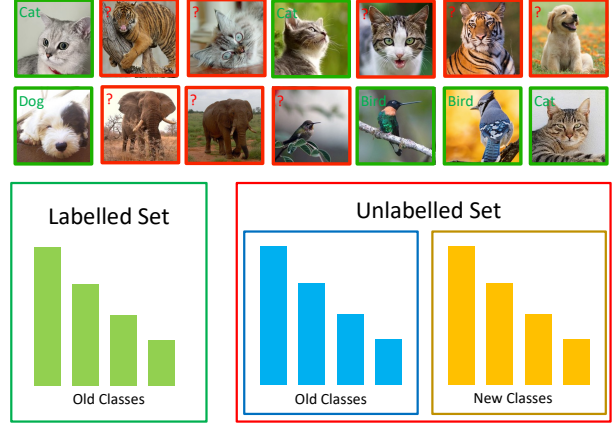 Cat ? ? Cat ? ? ?
Dog ? ? ? Bird Bird Cat
Labelled Set
Unlabelled Set
Old Classes
Old Classes
New Classes